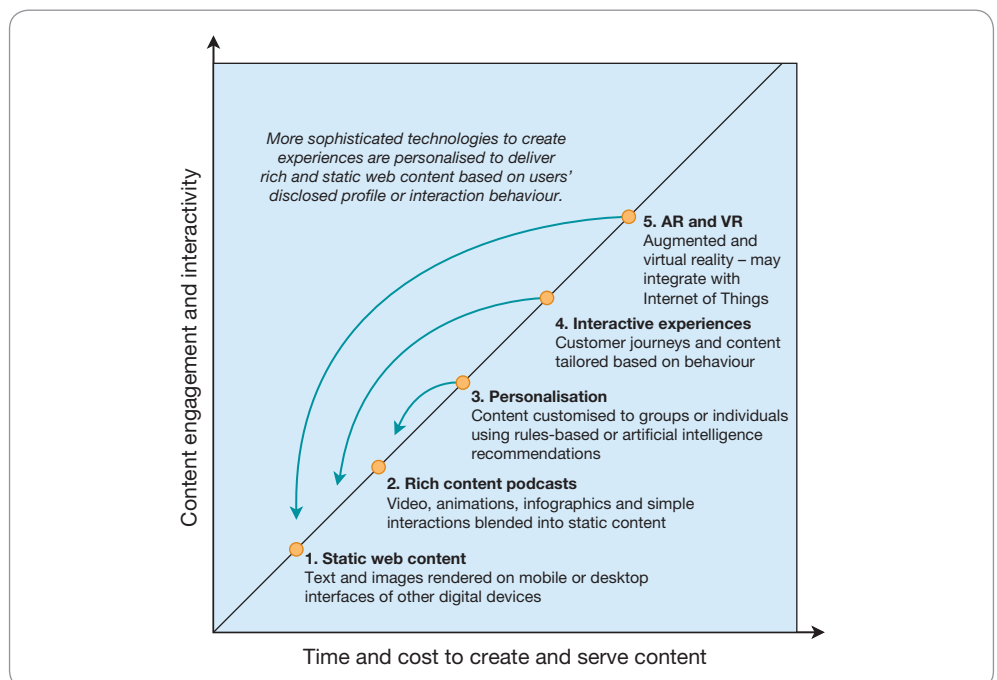 More sophisticated technologies to create
experiences are personalised to deliver
rich and static web content based on users'
disclosed profile or interaction behaviour.
Content engagement and interactivity
5. AR and VR
Augmented and
virtual reality – may
integrate with
Internet of Things
4. Interactive experiences
Customer journeys and content
tailored based on behaviour
3. Personalisation
Content customised to groups or individuals
using rules-based or artificial intelligence
recommendations
2. Rich content podcasts
Video, animations, infographics and simple
interactions blended into static content
1. Static web content
Text and images rendered on mobile or desktop
interfaces of other digital devices
Time and cost to create and serve content